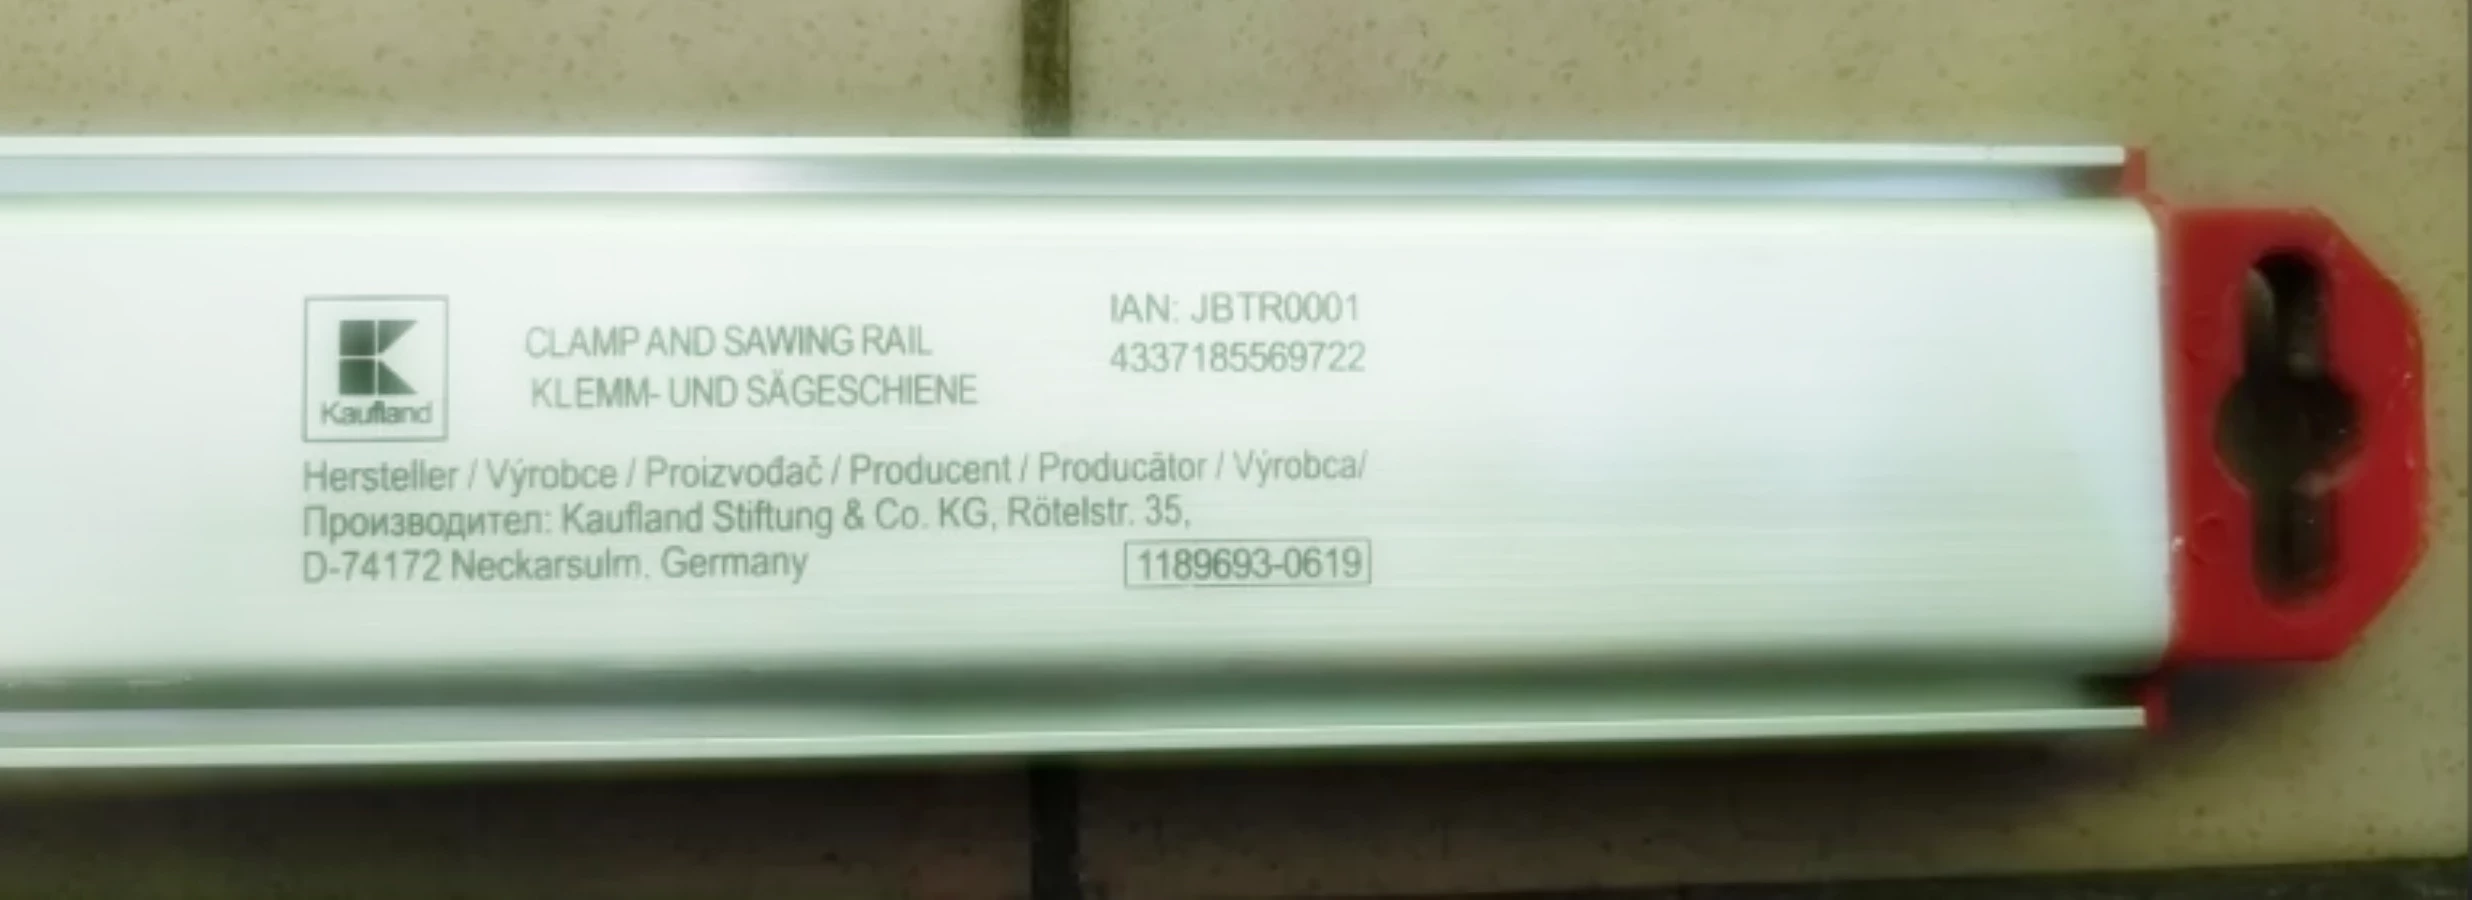 Kaufland
CLAMP AND SAWING RAIL
KLEMM- UND SÄGESCHIENE
IAN: JBTR0001
4337185569722
Hersteller / Výrobce / Proizvođač / Producent / Producător / Výrobca/
Производител: Kaufland Stiftung & Co. KG, Rötelstr. 35,
D-74172 Neckarsulm. Germany
1189693-0619